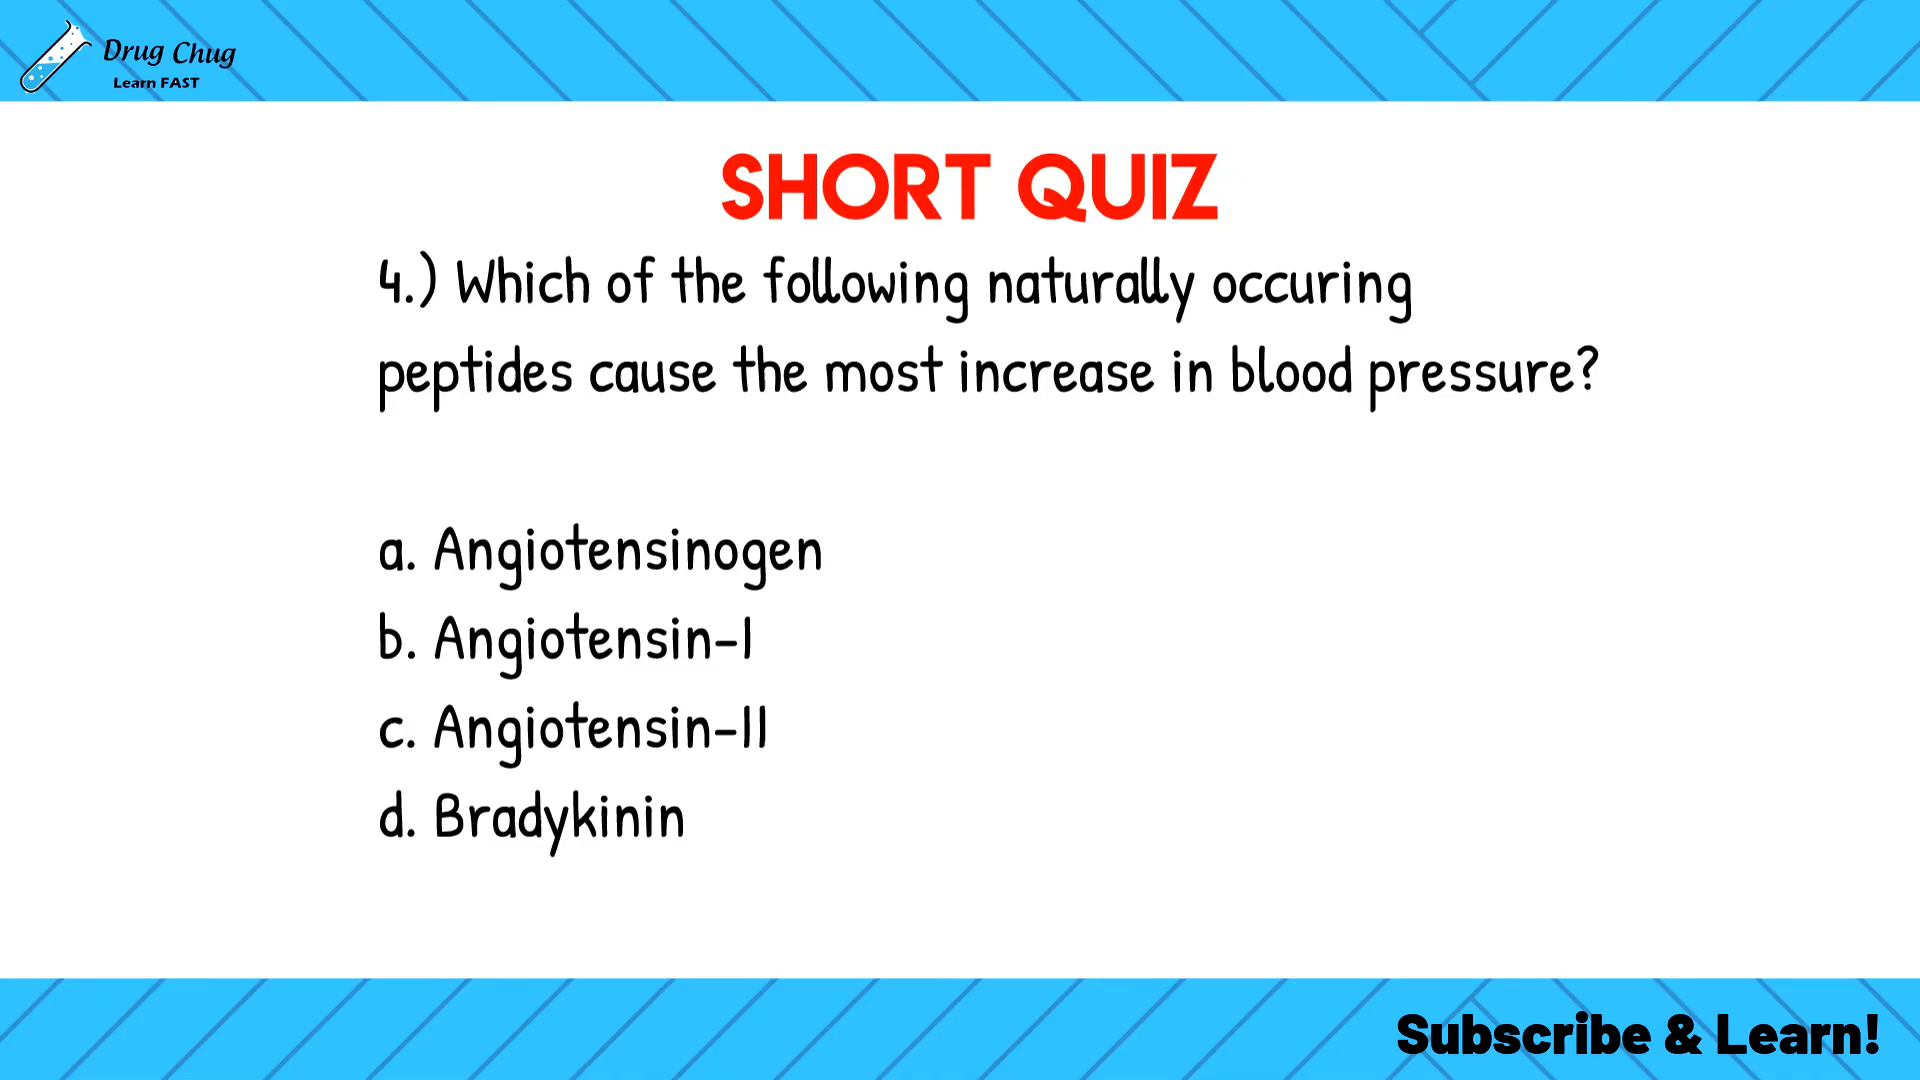 Drug Chug
Learn FAST
SHORT QUIZ
4.) Which of the following naturally occuring
peptides cause the most increase in blood pressure?
a. Angiotensinogen
b. Angiotensin-I
c. Angiotensin-II
d. Bradykinin
Subscribe & Learn!